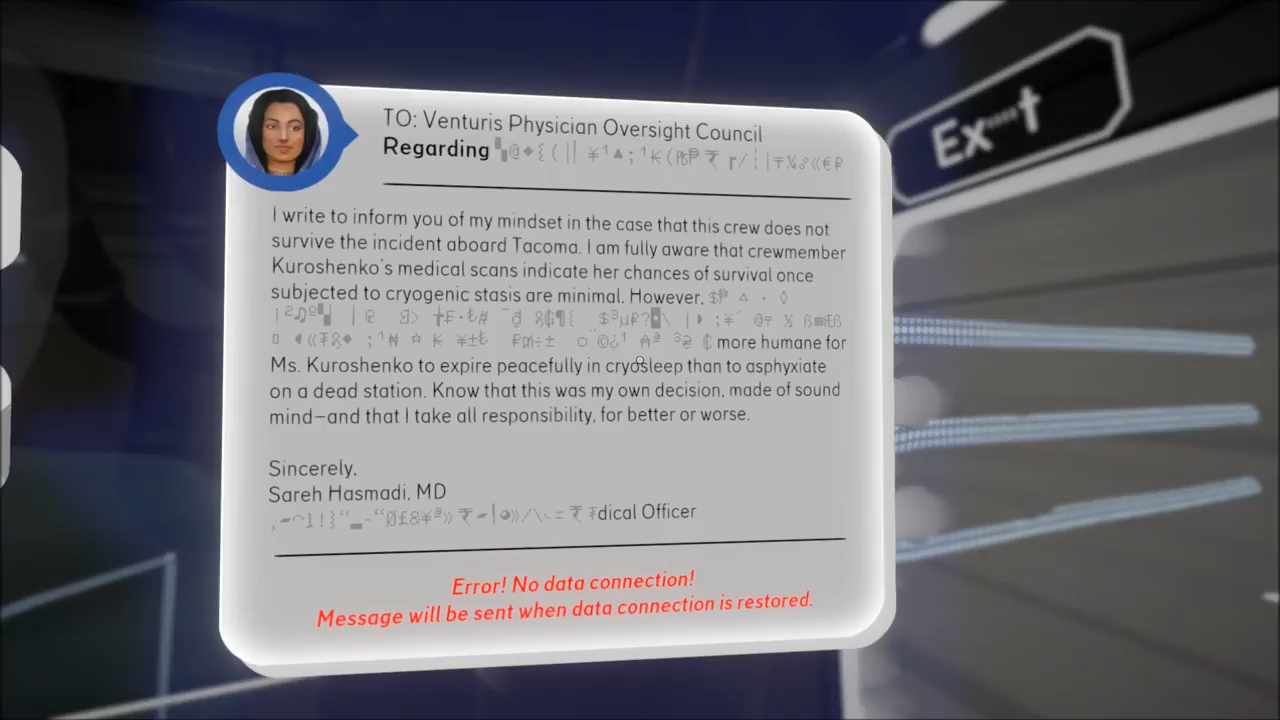 TO: Venturis Physician Oversight Council
Regarding
I write to inform you of my mindset in the case that this crew does not
survive the incident aboard Tacoma. I am fully aware that crewmember
Kuroshenko's medical scans indicate her chances of survival once
subjected to cryogenic stasis are minimal. However,
more humane for
Ms. Kuroshenko to expire peacefully in cryosleep than to asphyxiate
on a dead station. Know that this was my own decision, made of sound
mind—and that I take all responsibility, for better or worse.
Sincerely,
Sareh Hasmadi, MD
dical Officer
Error! No data connection!
Message will be sent when data connection is restored.
Ex····t